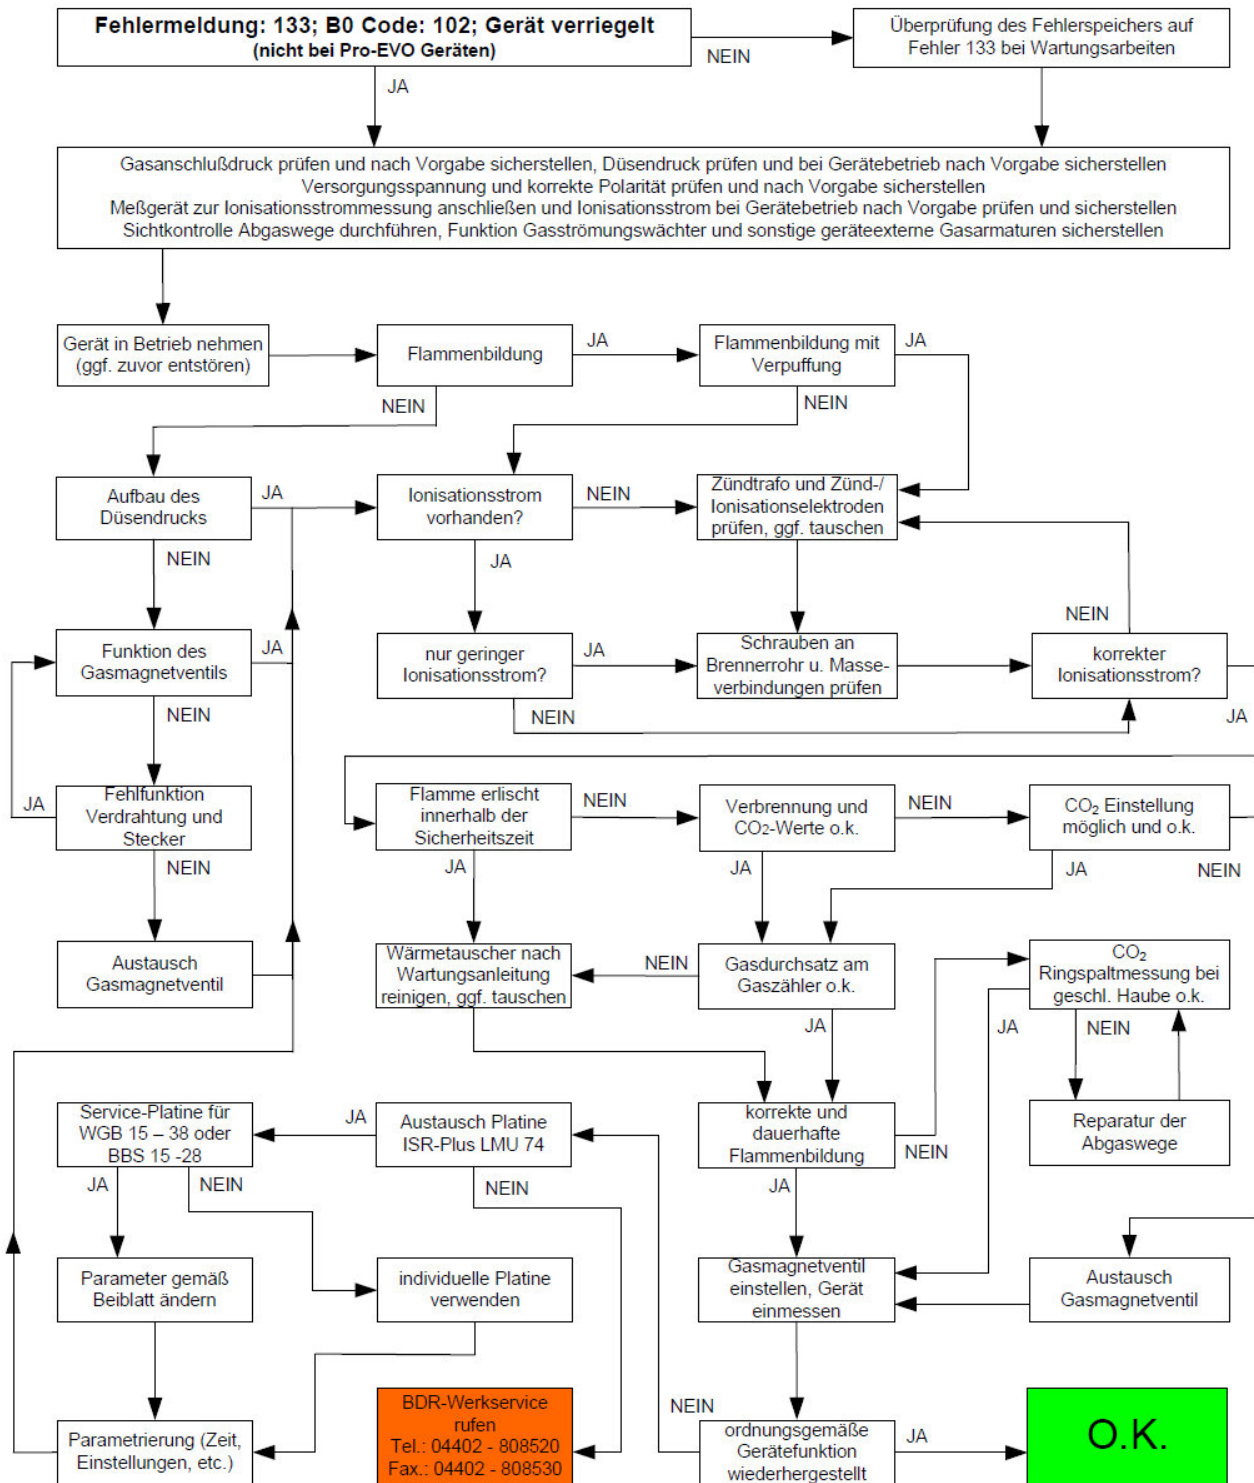 Fehlermeldung: 133; B0 Code: 102; Gerät verriegelt
(nicht bei Pro-EVO Geräten)
NEIN
Überprüfung des Fehlerspeichers auf
Fehler 133 bei Wartungsarbeiten
JA
Gasanschlußdruck prüfen und nach Vorgabe sicherstellen, Düsendruck prüfen und bei Gerätebetrieb nach Vorgabe sicherstellen
Versorgungsspannung und korrekte Polarität prüfen und nach Vorgabe sicherstellen
Meßgerät zur Ionisationsstrommessung anschließen und Ionisationsstrom bei Gerätebetrieb nach Vorgabe prüfen und sicherstellen
Sichtkontrolle Abgaswege durchführen, Funktion Gasströmungswächter und sonstige geräteexterne Gasarmaturen sicherstellen
Gerät in Betrieb nehmen
(ggf. zuvor entstören)
Flammenbildung
JA
Flammenbildung mit
Verpuffung
JA
NEIN
NEIN
Aufbau des
Düsendrucks
JA
Ionisationsstrom
vorhanden?
NEIN
Zündtrafo und Zünd-/
Ionisationselektroden
prüfen, ggf. tauschen
NEIN
JA
NEIN
Funktion des
Gasmagnetventils
JA
nur geringer
Ionisationsstrom?
JA
Schrauben an
Brennerrohr u. Masse-
verbindungen prüfen
korrekter
Ionisationsstrom?
NEIN
NEIN
JA
Fehlfunktion
Verdrahtung und
Stecker
JA
Flamme erlischt
innerhalb der
Sicherheitszeit
NEIN
Verbrennung und
CO2-Werte o.k.
NEIN
CO2 Einstellung
möglich und o.k.
NEIN
JA
JA
JA
NEIN
Austausch
Gasmagnetventil
Wärmetauscher nach
Wartungsanleitung
reinigen, ggf. tauschen
NEIN
Gasdurchsatz am
Gaszähler o.k.
NEIN
CO2
Ringspaltmessung bei
geschl. Haube o.k.
JA
JA
NEIN
Service-Platine für
WGB 15 – 38 oder
BBS 15 -28
JA
Austausch Platine
ISR-Plus LMU 74
korrekte und
dauerhafte
Flammenbildung
NEIN
Reparatur der
Abgaswege
JA
NEIN
NEIN
JA
Parameter gemäß
Beiblatt ändern
individuelle Platine
verwenden
Gasmagnetventil
einstellen, Gerät
einmessen
Austausch
Gasmagnetventil
Parametrierung (Zeit,
Einstellungen, etc.)
BDR-Werkservice
rufen
Tel.: 04402 - 808520
Fax.: 04402 - 808530
NEIN
ordnungsgemäße
Gerätefunktion
wiederhergestellt
JA
O.K.